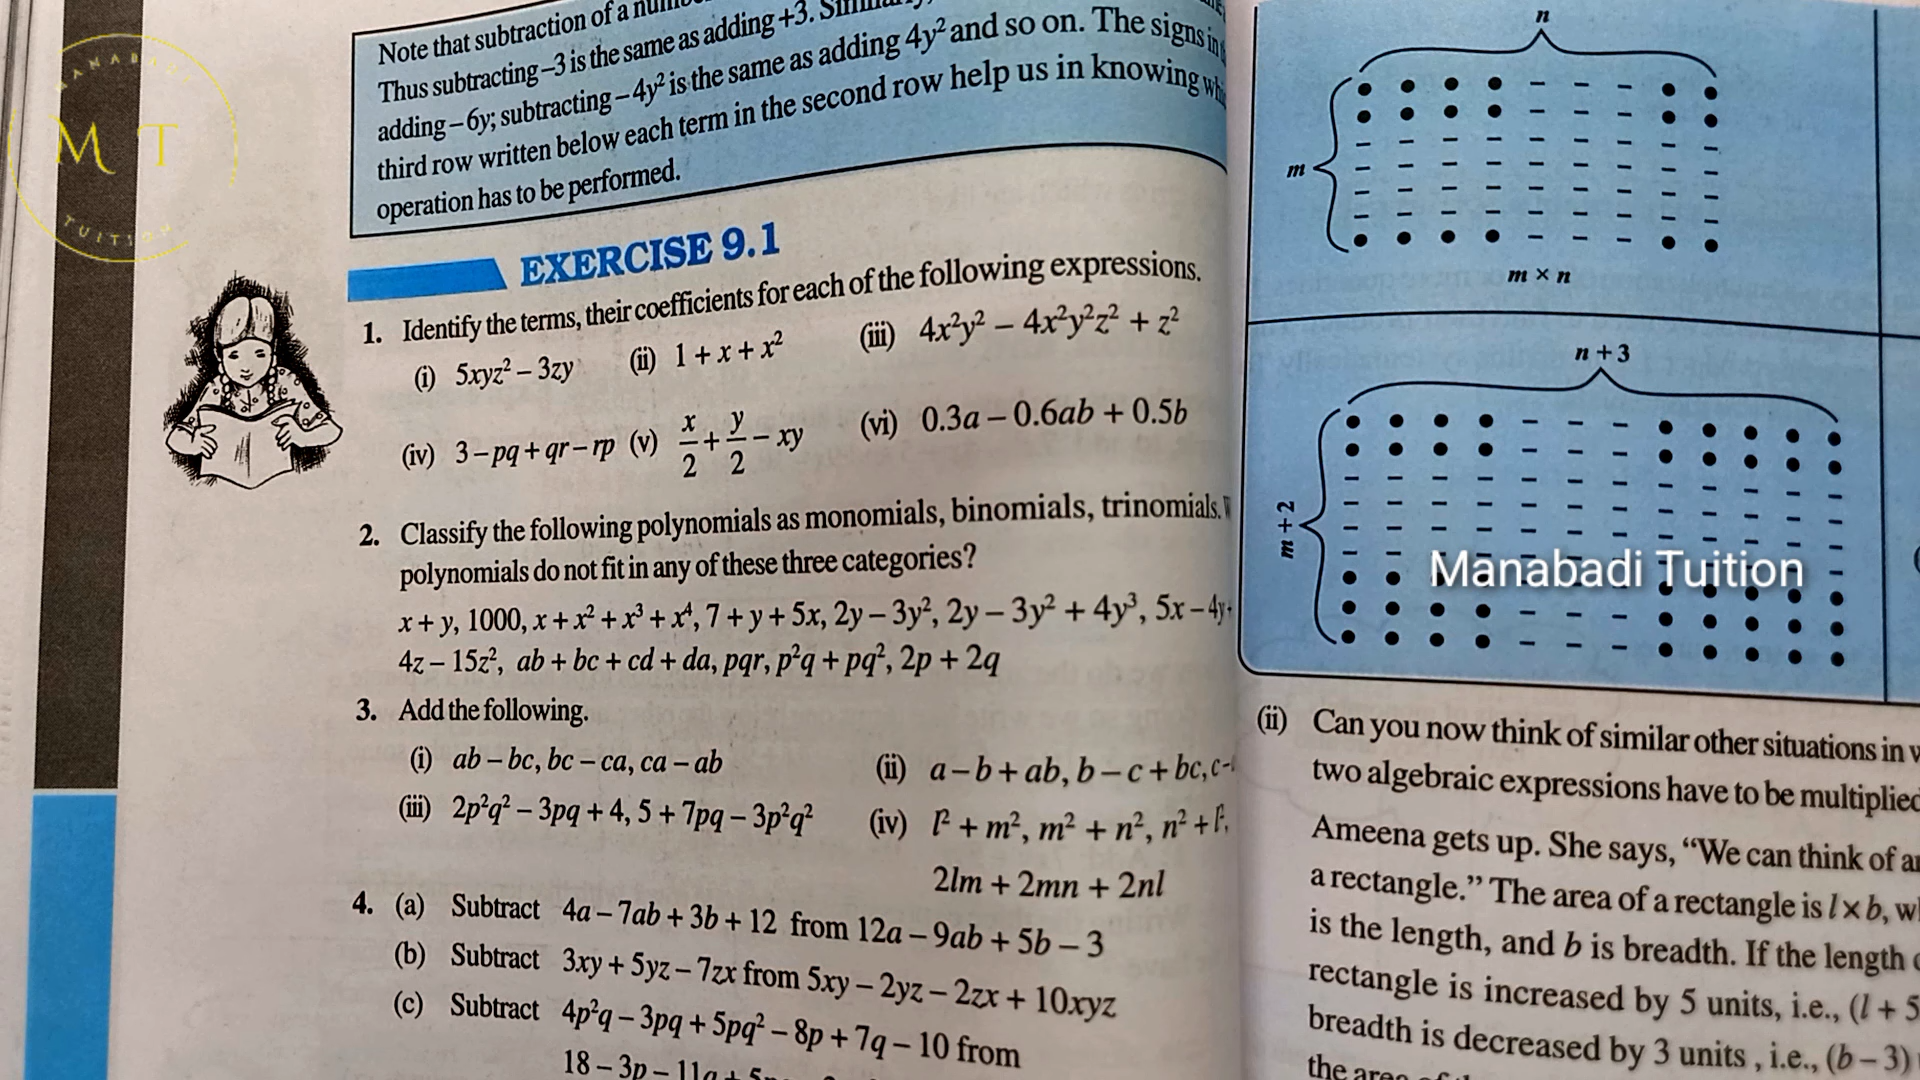 MANABADI
M T
TUITION
Note that subtraction of a
Thus subtracting –3 is the same as adding +3.
adding – 6y; subtracting – 4y² is the same as adding 4y² and so on. The signs in
third row written below each term in the second row help us in knowing
operation has to be performed.
EXERCISE 9.1
1. Identify the terms, their coefficients for each of the following expressions.
(i) 5xyz² – 3zy (ii) 1 + x + x² (iii) 4x²y² – 4x²y²z² + z²
(iv) 3 – pq + qr – rp (v) x/2 + y/2 – xy (vi) 0.3a – 0.6ab + 0.5b
2. Classify the following polynomials as monomials, binomials, trinomials.
polynomials do not fit in any of these three categories?
x + y, 1000, x + x² + x³ + x⁴, 7 + y + 5x, 2y – 3y², 2y – 3y² + 4y³, 5x – 4y
4z – 15z², ab + bc + cd + da, pqr, p²q + pq², 2p + 2q
3. Add the following.
(i) ab – bc, bc – ca, ca – ab (ii) a – b + ab, b – c + bc, c –
(iii) 2p²q² – 3pq + 4, 5 + 7pq – 3p²q² (iv) l² + m², m² + n², n² + l²,
2lm + 2mn + 2nl
4. (a) Subtract 4a – 7ab + 3b + 12 from 12a – 9ab + 5b – 3
(b) Subtract 3xy + 5yz – 7zx from 5xy – 2yz – 2zx + 10xyz
(c) Subtract 4p²q – 3pq + 5pq² – 8p + 7q – 10 from
18 – 3p – 11q + 5
n
m
m × n
n + 3
m + 2
Manabadi Tuition
(ii) Can you now think of similar other situations in
two algebraic expressions have to be multiplied
Ameena gets up. She says, “We can think of
a rectangle.” The area of a rectangle is l × b,
is the length, and b is breadth. If the length
rectangle is increased by 5 units, i.e., (l + 5
breadth is decreased by 3 units , i.e., (b – 3)
the area of